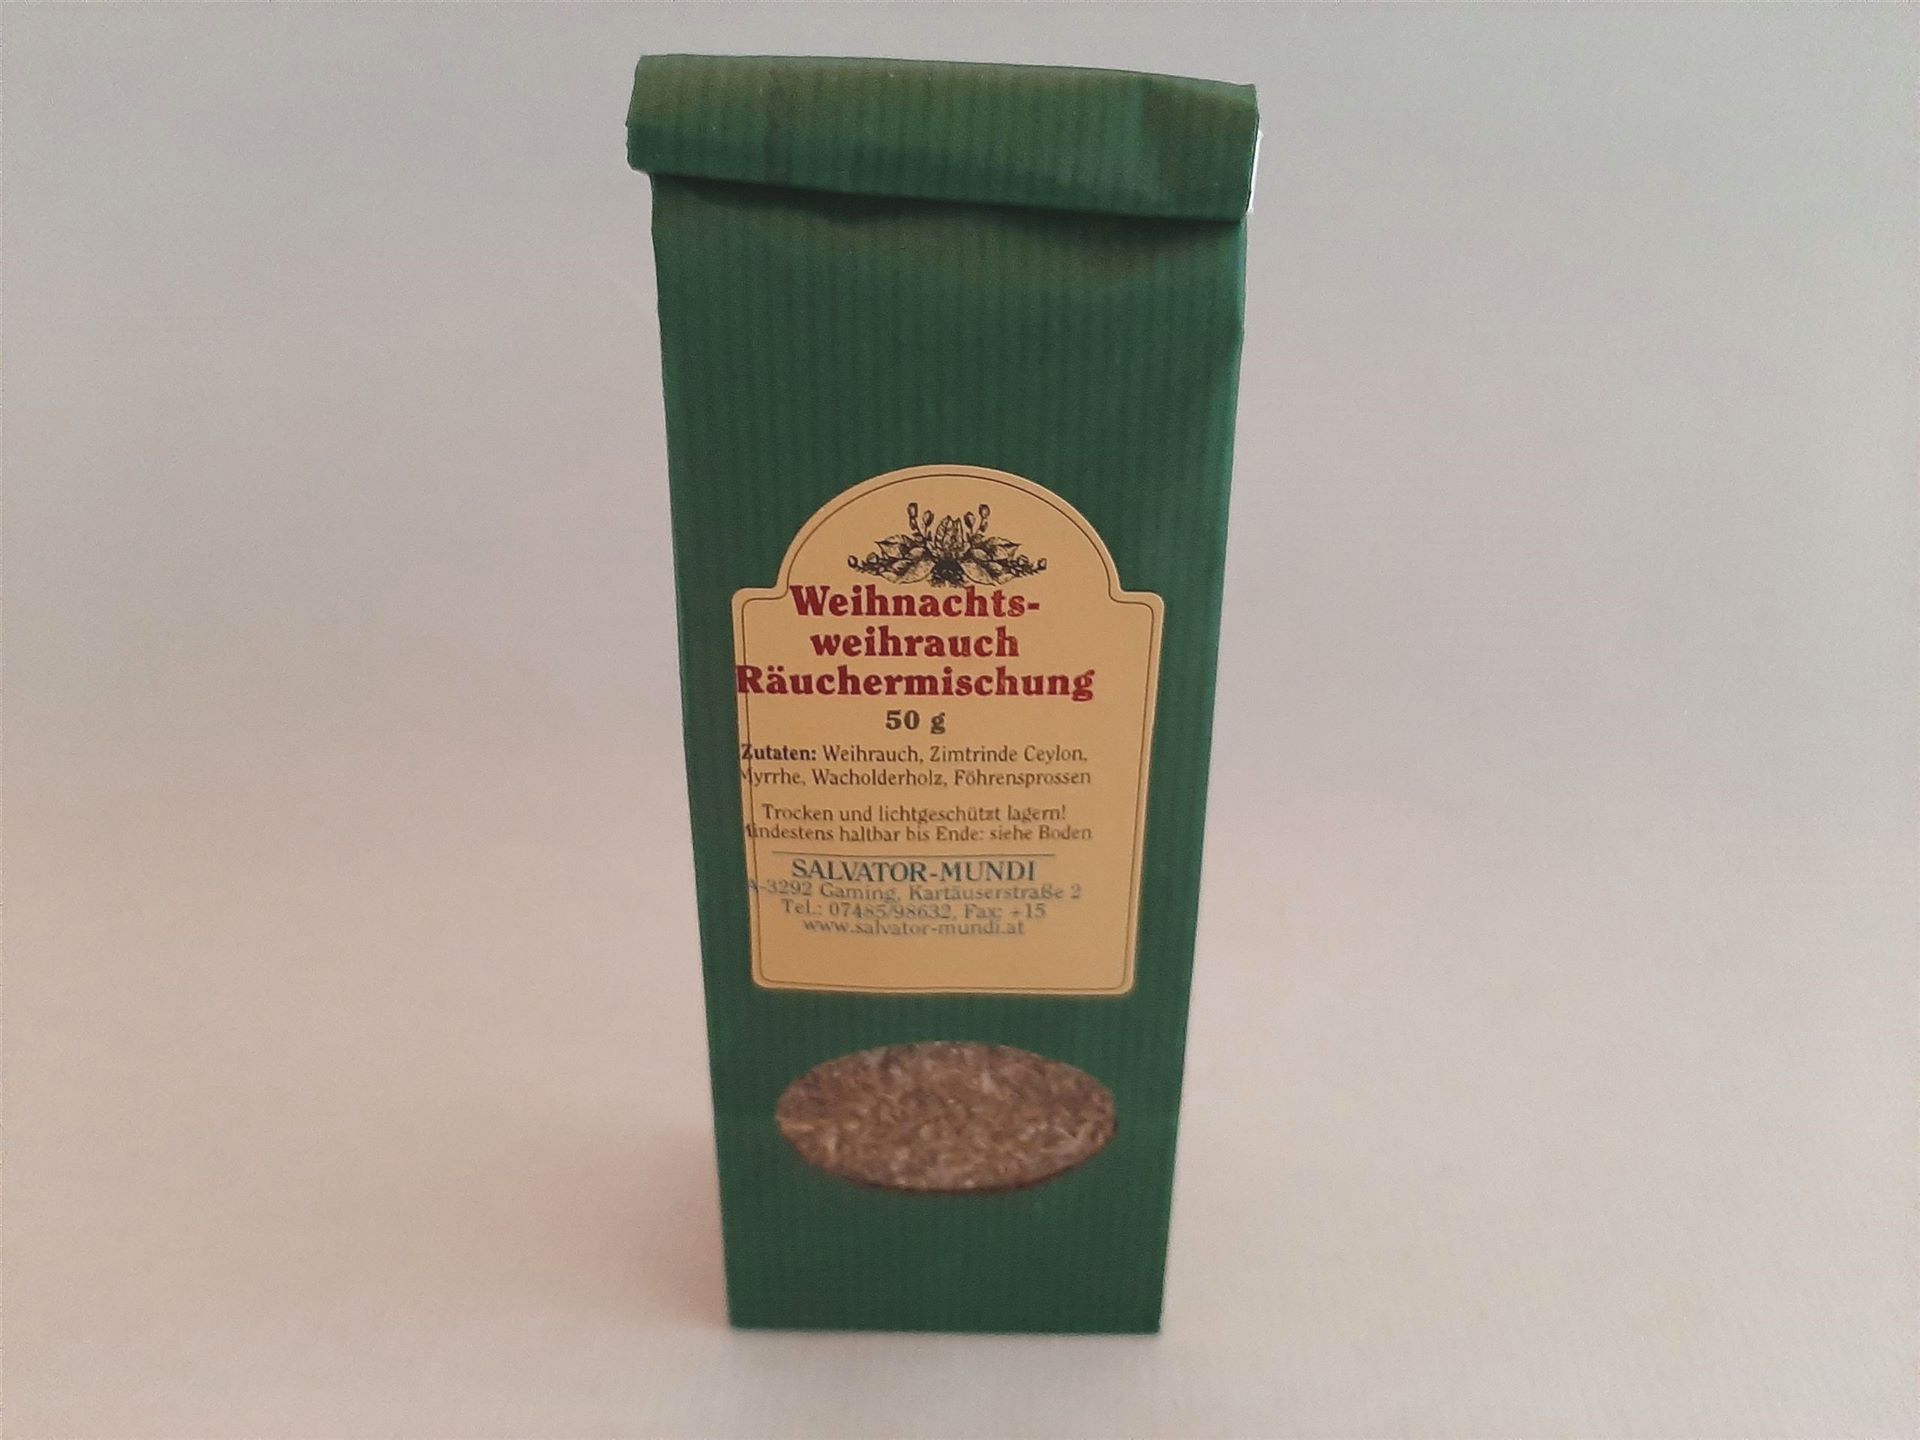 Weihnachts-
weihrauch
Räuchermischung
50 g
Zutaten: Weihrauch, Zimtrinde Ceylon,
Myrrhe, Wacholderholz, Föhrensprossen
Trocken und lichtgeschützt lagern!
Mindestens haltbar bis Ende: siehe Boden
SALVATOR-MUNDI
A-3292 Gaming, Kartäuserstraße 2
Tel.: 07485/98632, Fax: +15
www.salvator-mundi.at